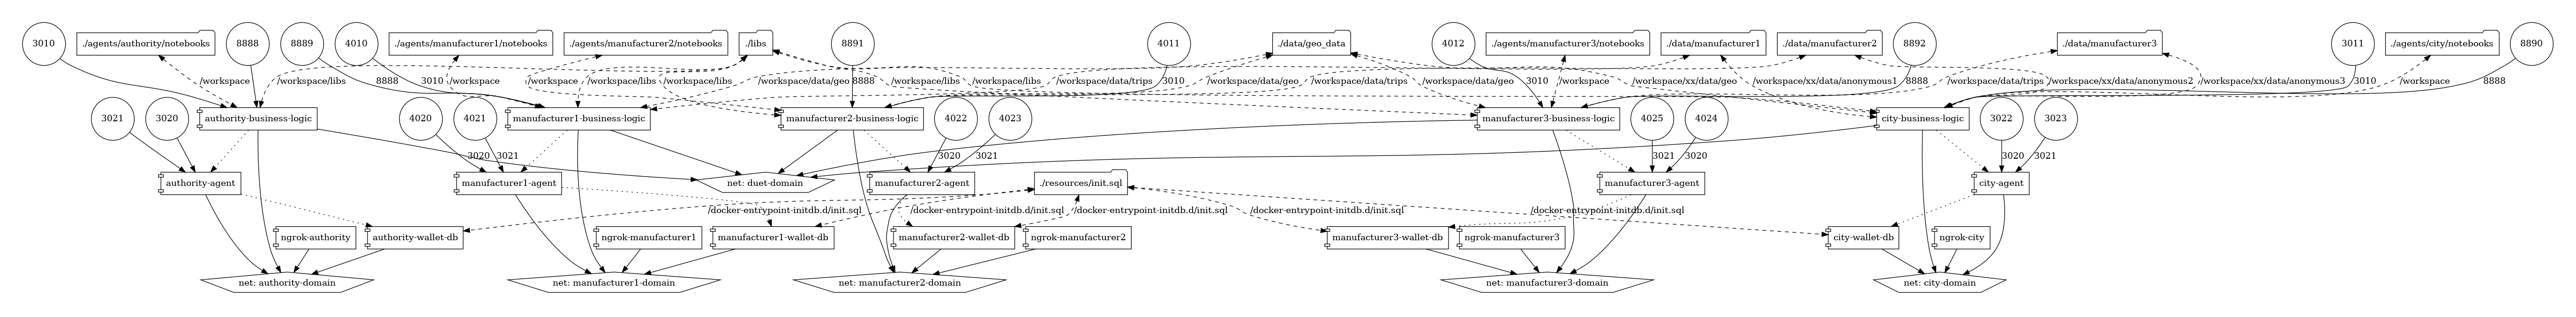 3010
./agents/authority/notebooks
8888
8889
4010
./agents/manufacturer1/notebooks
./agents/manufacturer2/notebooks
./libs
8891
4011
./data/geo_data
4012
./agents/manufacturer3/notebooks
./data/manufacturer1
./data/manufacturer2
8892
./data/manufacturer3
3011
./agents/city/notebooks
8890
/workspace
/workspace/libs
8888
3010
/workspace
/workspace
/workspace/libs
/workspace/libs
/workspace/data/geo
8888
/workspace/libs
/workspace/libs
/workspace/data/trips
3010
/workspace/data/geo
/workspace/data/trips
/workspace/data/geo
3010
/workspace
/workspace/xx/data/geo
/workspace/xx/data/anonymous1
8888
/workspace/data/trips
/workspace/xx/data/anonymous2
/workspace/xx/data/anonymous3
3010
/workspace
8888
3021
3020
authority-business-logic
4020
4021
manufacturer1-business-logic
manufacturer2-business-logic
4022
4023
manufacturer3-business-logic
4025
4024
city-business-logic
3022
3023
3020
3021
3020
3021
3021
3020
3020
3021
authority-agent
manufacturer1-agent
net: duet-domain
manufacturer2-agent
./resources/init.sql
manufacturer3-agent
city-agent
/docker-entrypoint-initdb.d/init.sql
/docker-entrypoint-initdb.d/init.sql
/docker-entrypoint-initdb.d/init.sql
/docker-entrypoint-initdb.d/init.sql
/docker-entrypoint-initdb.d/init.sql
ngrok-authority
authority-wallet-db
ngrok-manufacturer1
manufacturer1-wallet-db
manufacturer2-wallet-db
ngrok-manufacturer2
manufacturer3-wallet-db
ngrok-manufacturer3
city-wallet-db
ngrok-city
net: authority-domain
net: manufacturer1-domain
net: manufacturer2-domain
net: manufacturer3-domain
net: city-domain